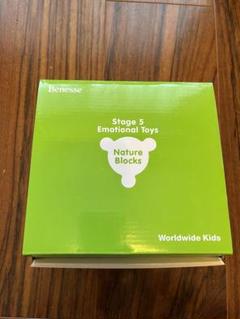 Benesse
Stage 5
Emotional Toys
Nature
Blocks
Worldwide Kids